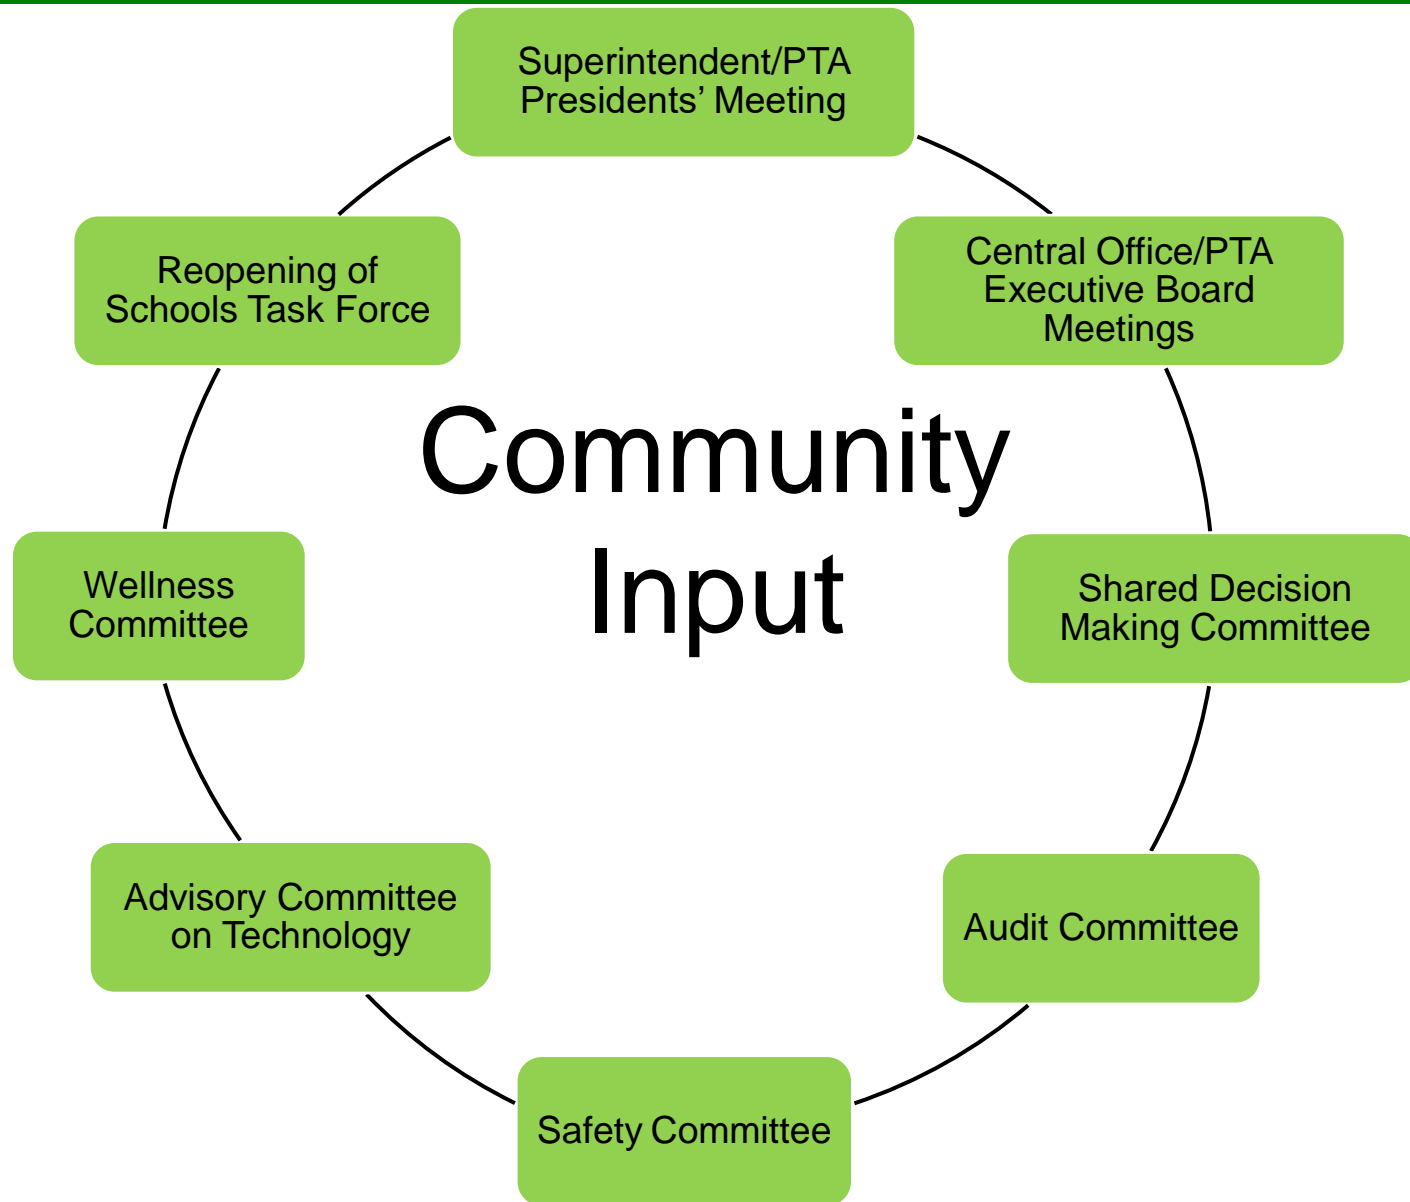 Superintendent/PTA
Presidents’ Meeting
Reopening of
Schools Task Force
Central Office/PTA
Executive Board
Meetings
Community
Input
Wellness
Committee
Shared Decision
Making Committee
Advisory Committee
on Technology
Audit Committee
Safety Committee